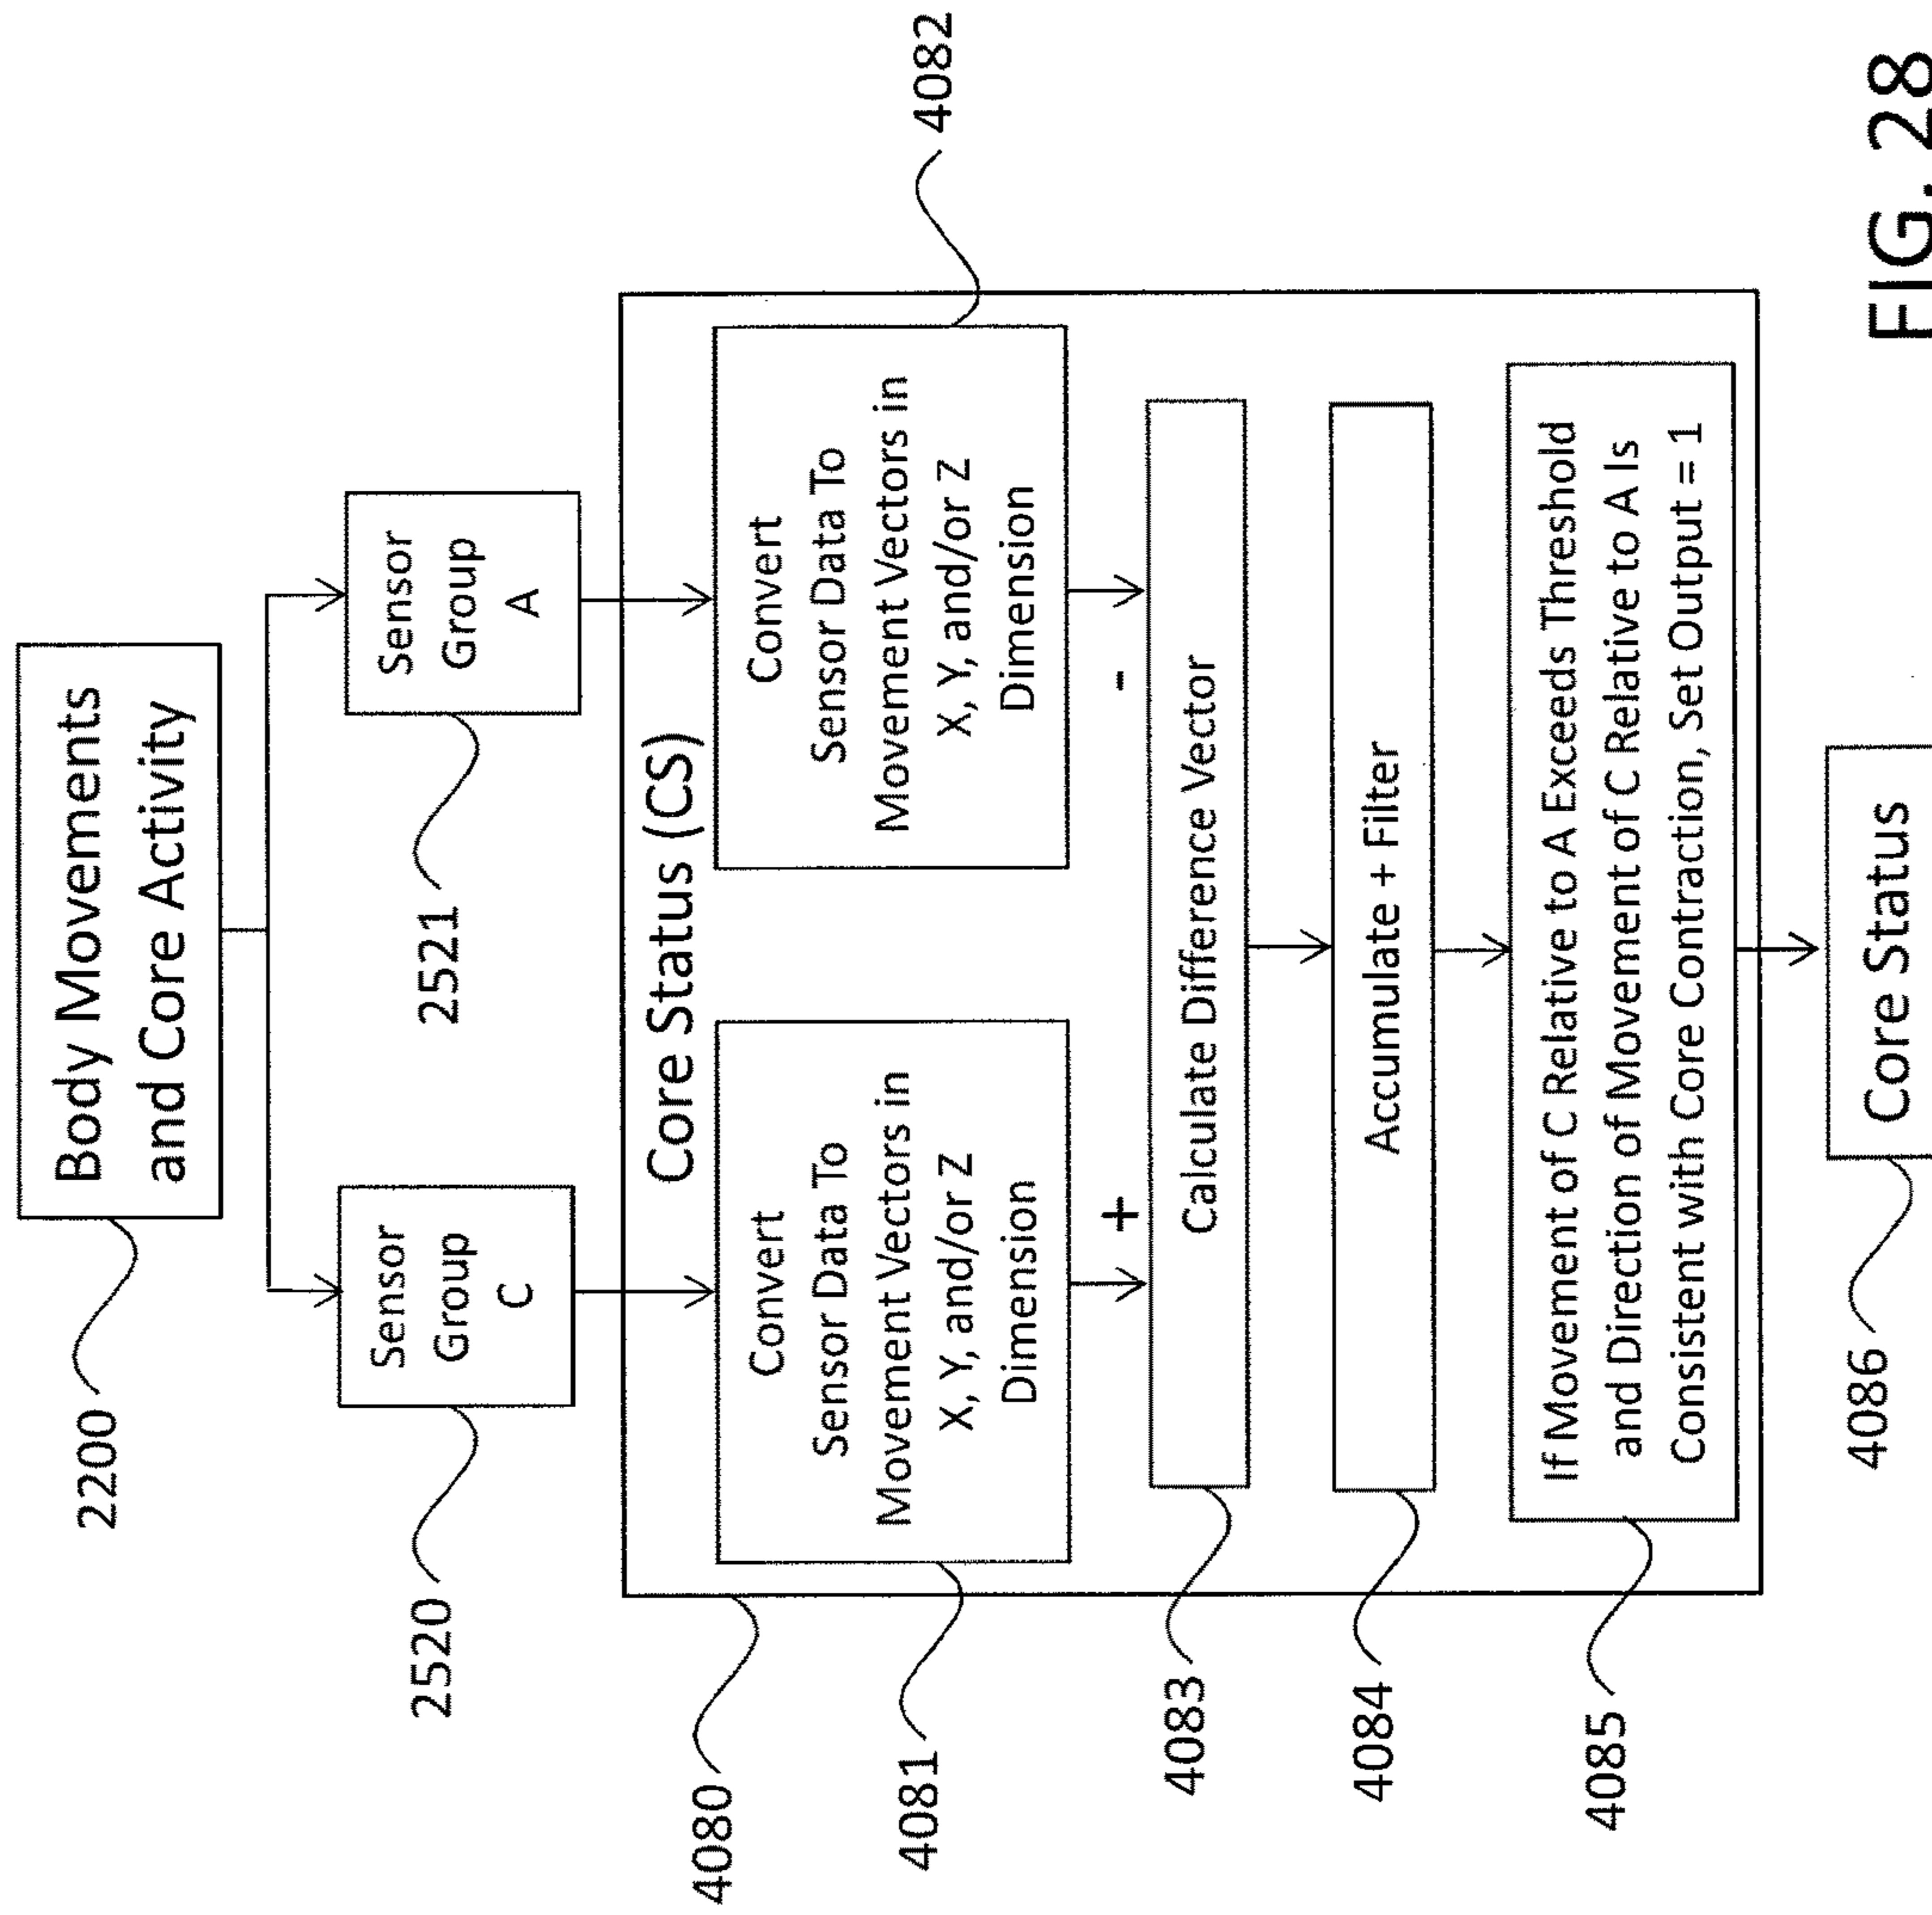 2200
Body Movements
and Core Activity
2520
Sensor
Group
C
2521
Sensor
Group
A
4080
Core Status (CS)
4081
Convert
Sensor Data To
Movement Vectors in
X, Y, and/or Z
Dimension
4082
Convert
Sensor Data To
Movement Vectors in
X, Y, and/or Z
Dimension
+
-
4083
Calculate Difference Vector
4084
Accumulate + Filter
4085
If Movement of C Relative to A Exceeds Threshold
and Direction of Movement of C Relative to A Is
Consistent with Core Contraction, Set Output = 1
4086
Core Status
FIG. 28